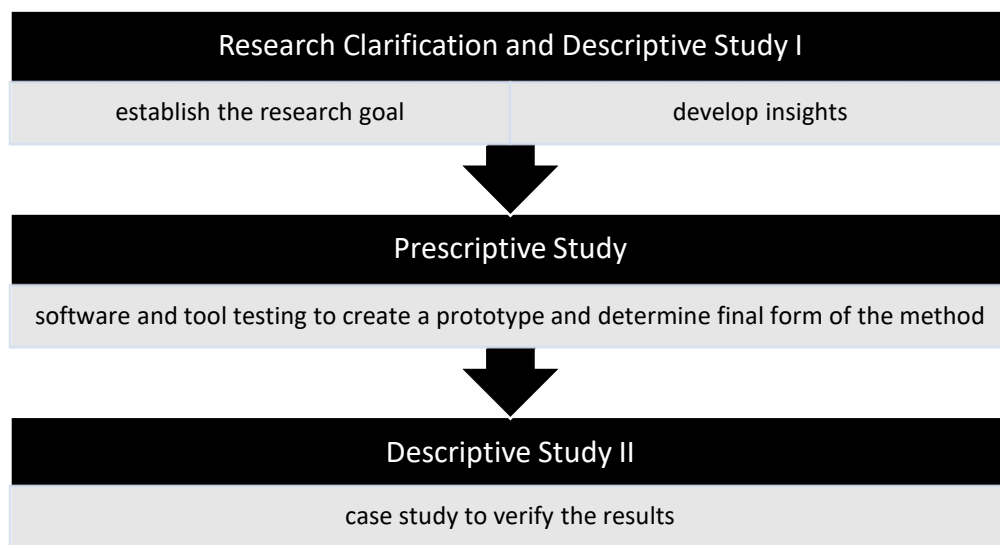 Research Clarification and Descriptive Study I
establish the research goal
develop insights
Prescriptive Study
software and tool testing to create a prototype and determine final form of the method
Descriptive Study II
case study to verify the results